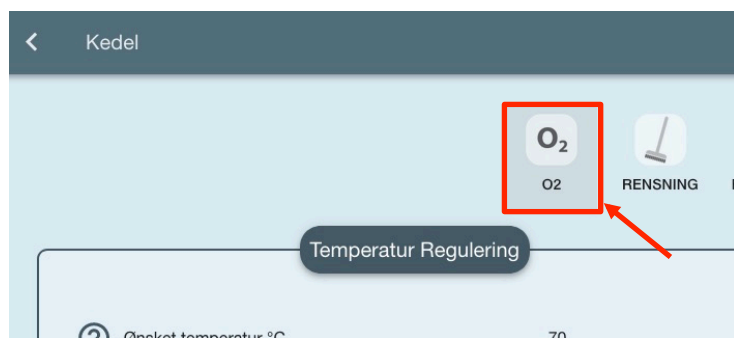 Kedel
O₂
O2
RENSNING
Temperatur Regulering
Ønsket temperatur °C
70